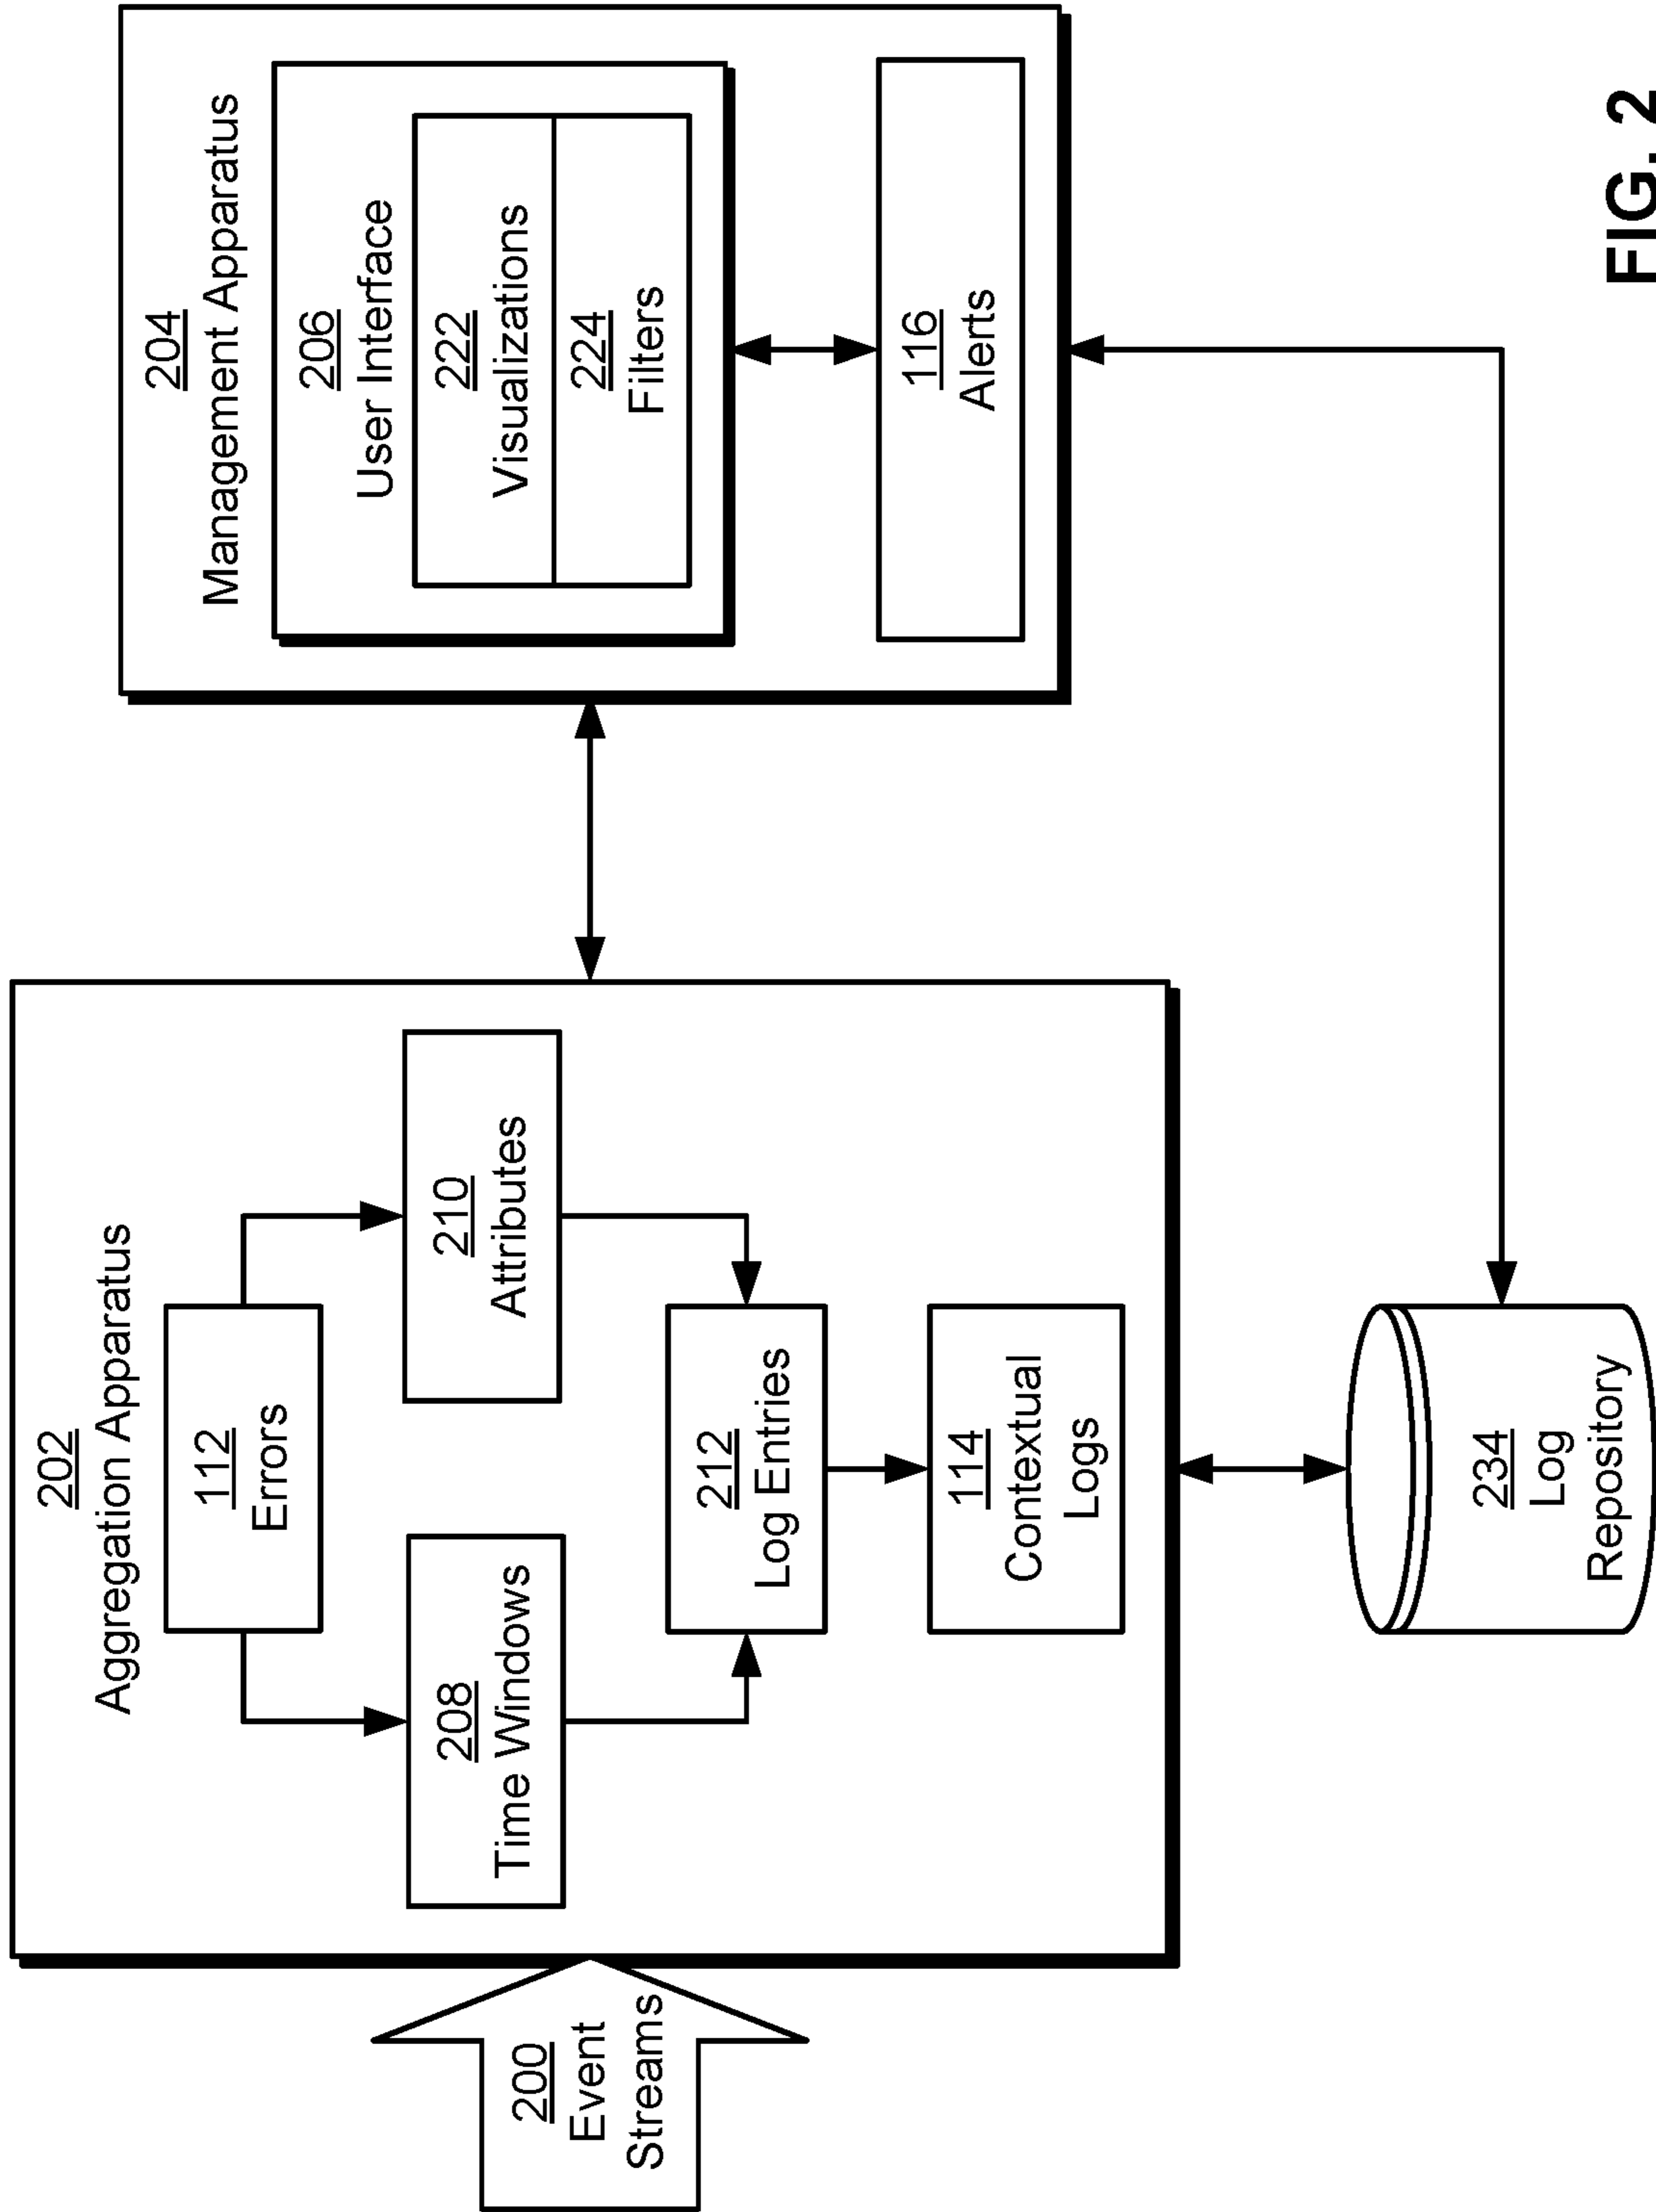 200
Event
Streams
202
Aggregation Apparatus
112
Errors
208
Time Windows
210
Attributes
212
Log Entries
114
Contextual
Logs
204
Management Apparatus
206
User Interface
222
Visualizations
224
Filters
116
Alerts
234
Log
Repository
FIG. 2